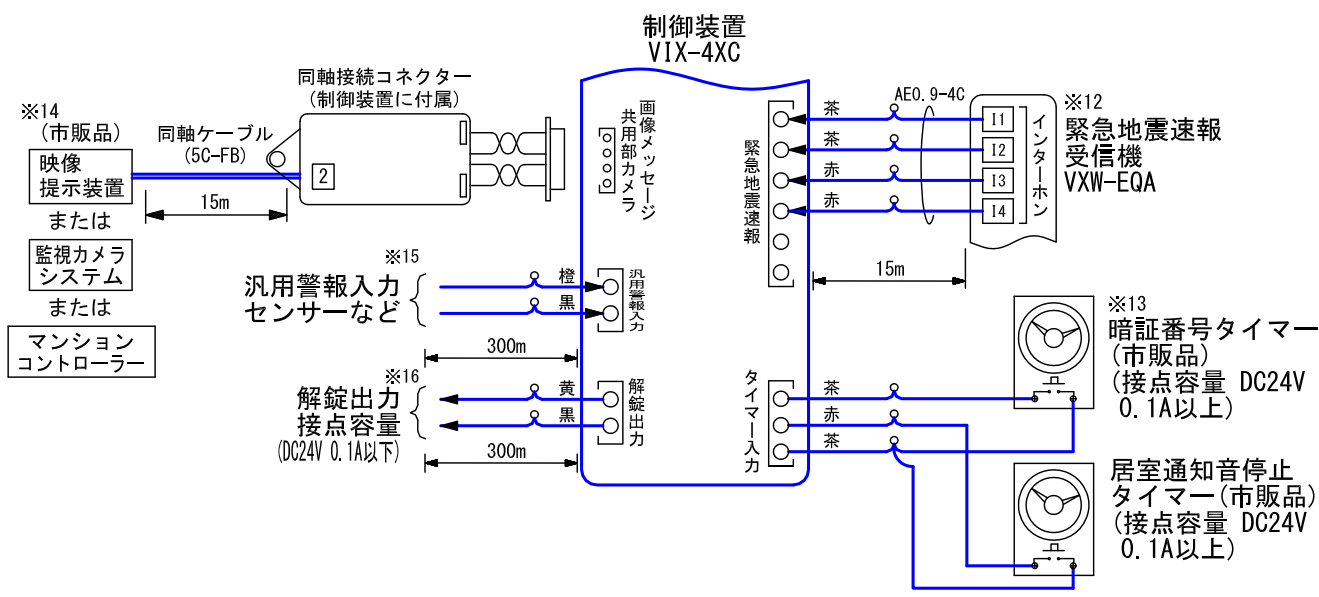 制御装置
VIX-4XC
同軸接続コネクター
(制御装置に付属)
※14
(市販品)
映像
提示装置
または
監視カメラ
システム
または
マンション
コントローラー
同軸ケーブル
(5C-FB)
15m
2
画像メッセージ
共用部カメラ
緊急地震速報
茶
茶
赤
赤
AE0.9-4C
I1
I2
I3
I4
インターホン
※12
緊急地震速報
受信機
VXW-EQA
15m
※15
汎用警報入力
センサーなど
橙
黒
汎用警報入力
300m
※16
解錠出力
接点容量
(DC24V 0.1A以下)
黄
黒
解錠出力
300m
タイマー入力
茶
赤
茶
※13
暗証番号タイマー
(市販品)
(接点容量 DC24V
0.1A以上)
居室通知音停止
タイマー(市販品)
(接点容量 DC24V
0.1A以上)